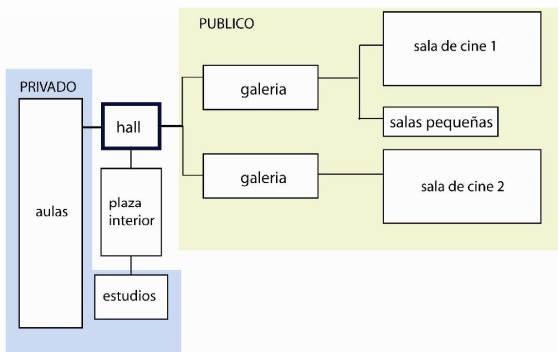 PUBLICO
sala de cine 1
PRIVADO
galeria
hall
salas pequeñas
galeria
sala de cine 2
aulas
plaza
interior
estudios